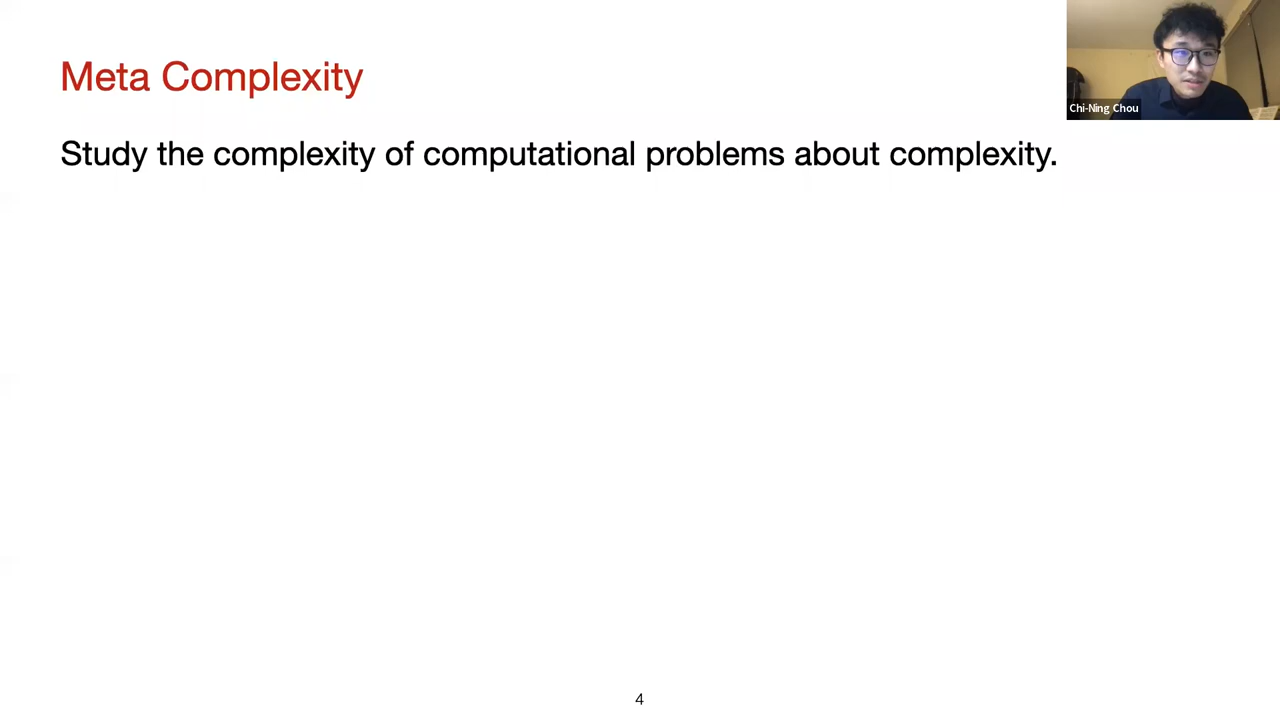 Meta Complexity
Chi-Ning Chou
Study the complexity of computational problems about complexity.
4